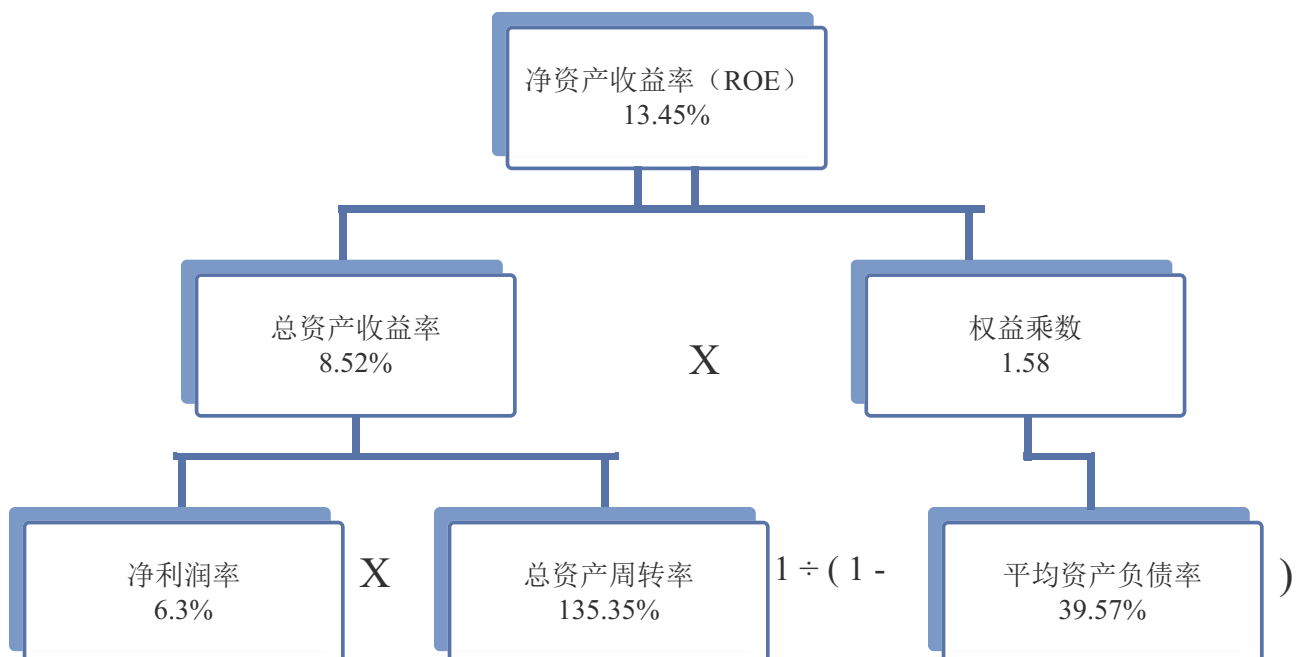 净资产收益率（ROE）
13.45%
总资产收益率
8.52%
X
权益乘数
1.58
净利润率
6.3%
X
总资产周转率
135.35%
1 ÷ ( 1 -
平均资产负债率
39.57%
)